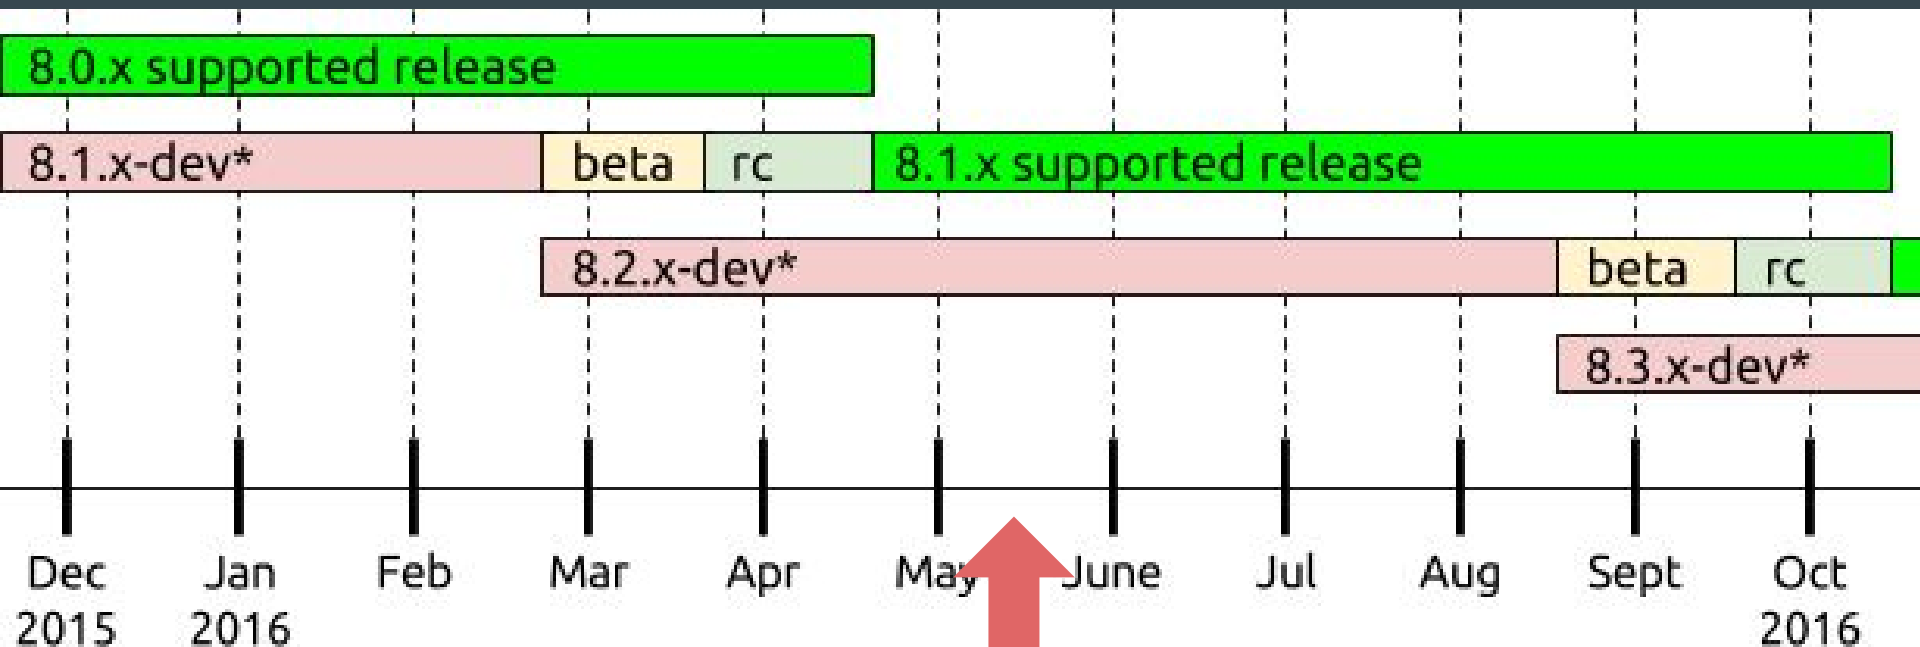 8.0.x supported release
8.1.x-dev* beta rc 8.1.x supported release
8.2.x-dev* beta rc
8.3.x-dev*
Dec Jan Feb Mar Apr May June Jul Aug Sept Oct
2015 2016 2016